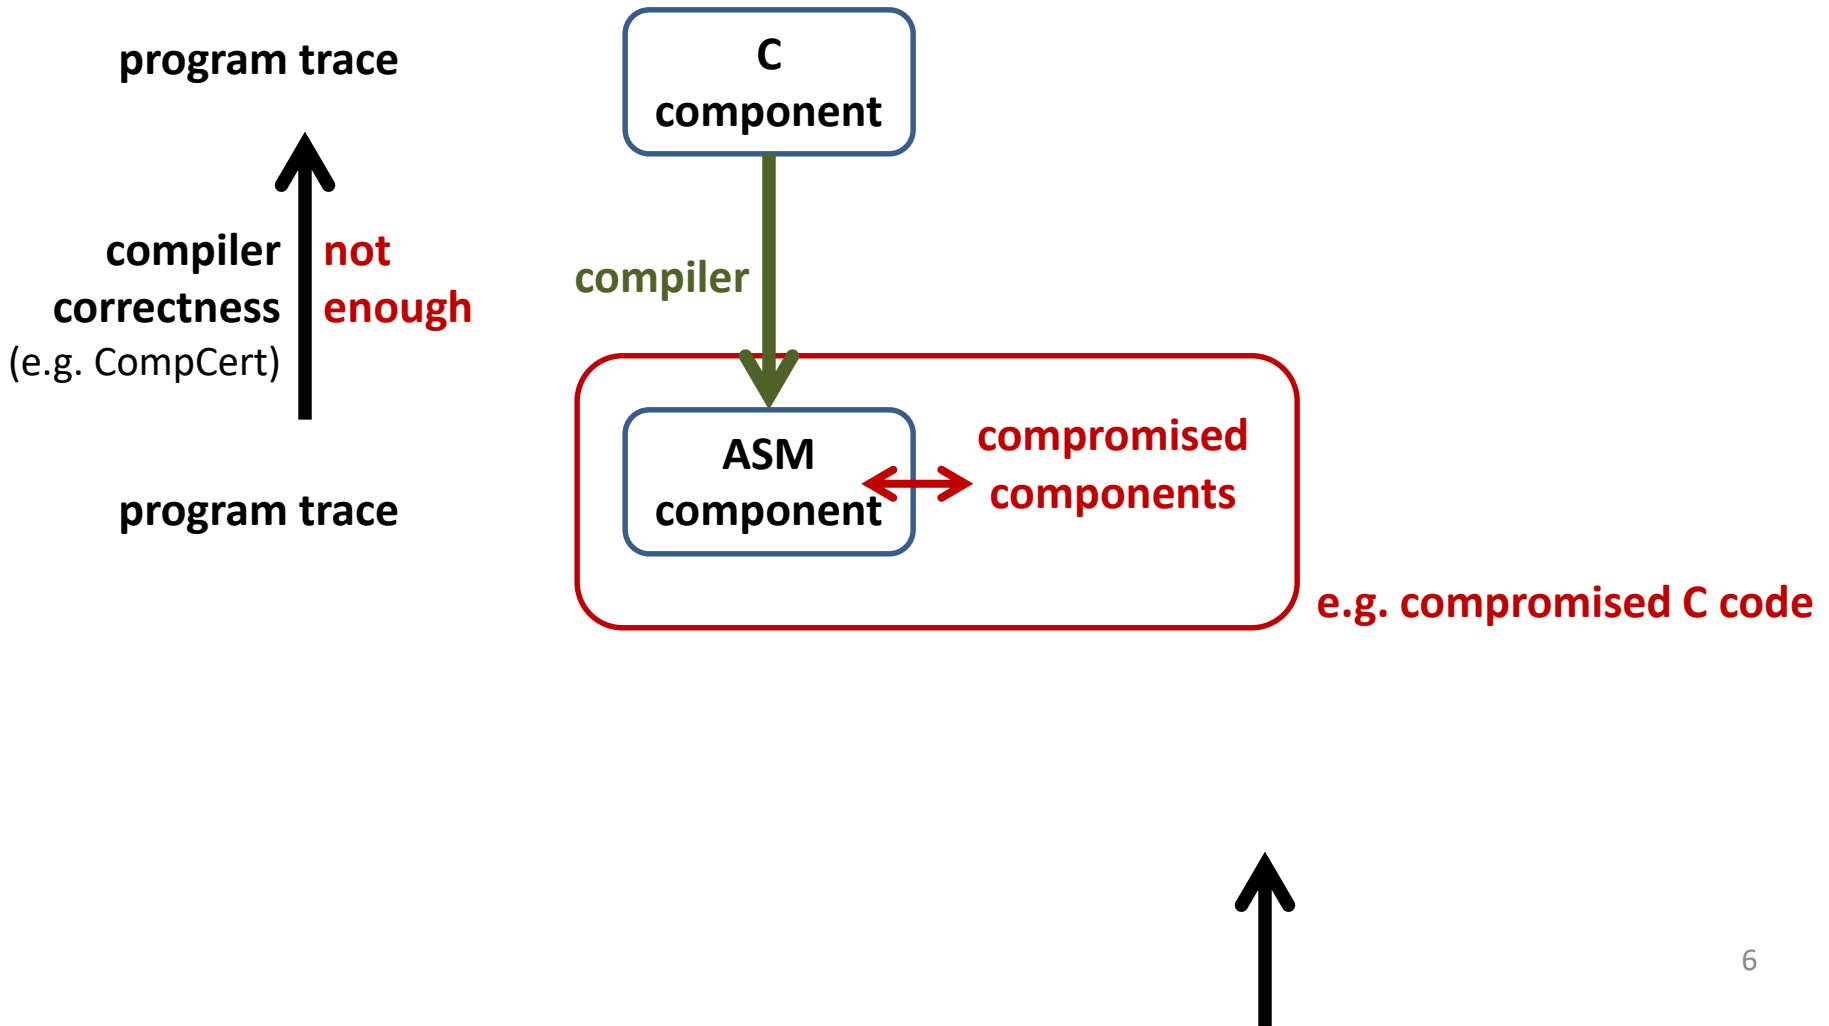 program trace
C
component
compiler
correctness
(e.g. CompCert)
not
enough
compiler
ASM
component
compromised
components
program trace
e.g. compromised C code
6